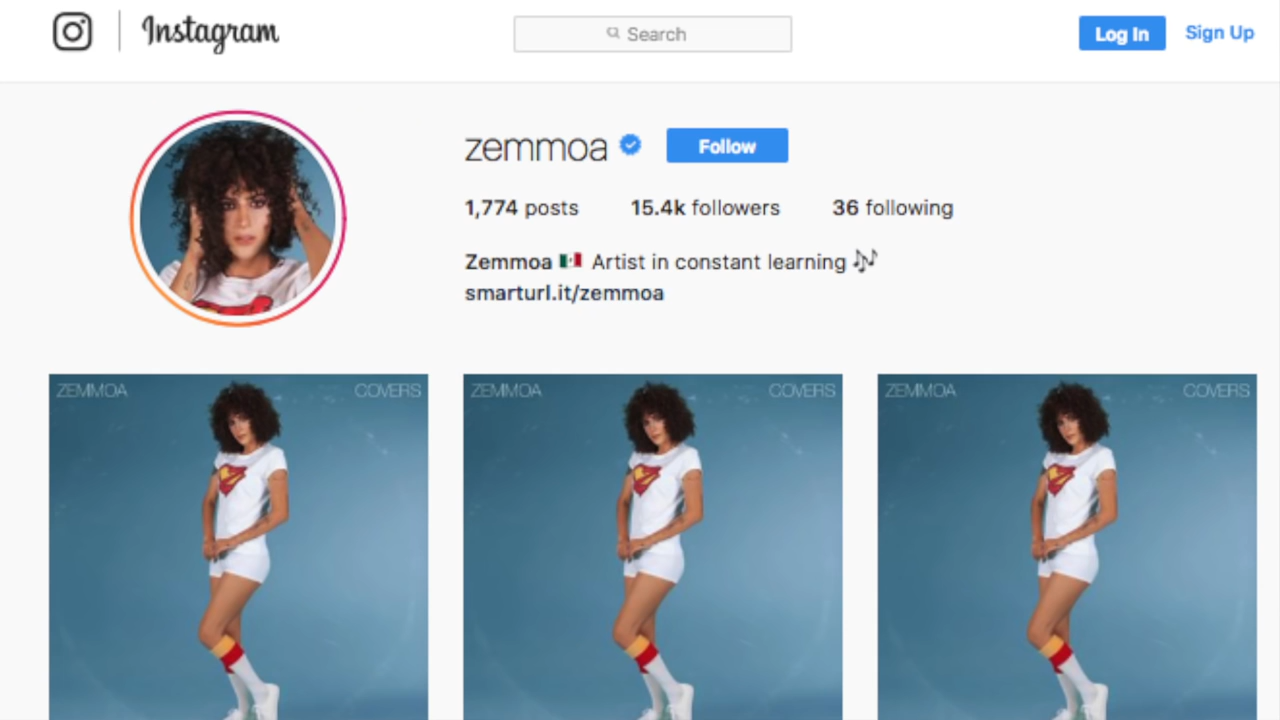 Instagram
Search
Log In
Sign Up
zemmoa
Follow
1,774 posts 15.4k followers 36 following
Zemmoa 🇲🇽 Artist in constant learning 🎶
smarturl.it/zemmoa
ZEMMOA COVERS
ZEMMOA COVERS
ZEMMOA COVERS